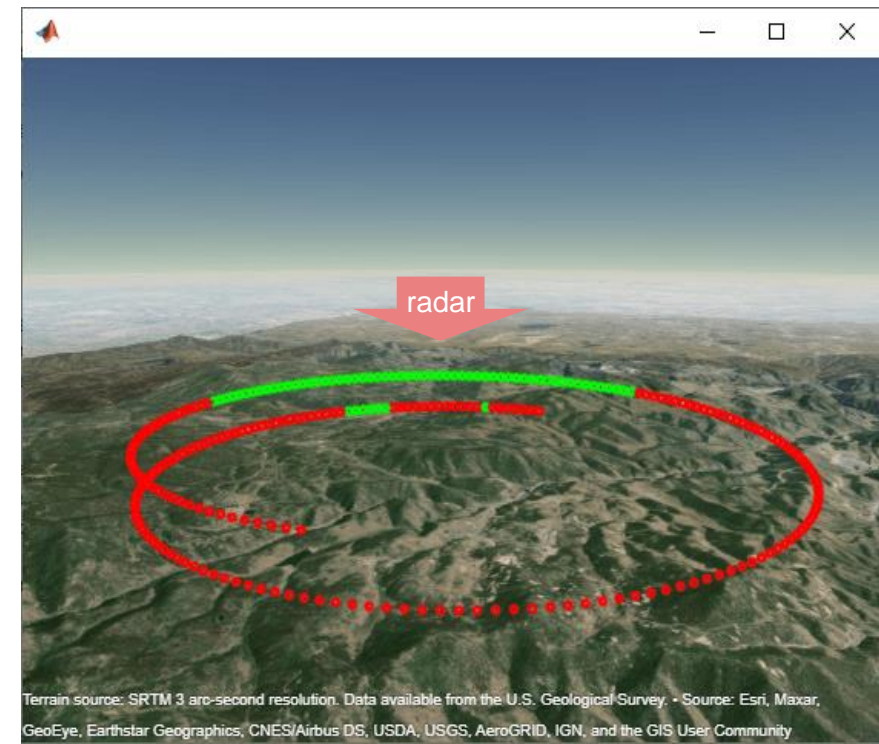 radar
Terrain source: SRTM 3 arc-second resolution. Data available from the U.S. Geological Survey. • Source: Esri, Maxar,
GeoEye, Earthstar Geographics, CNES/Airbus DS, USDA, USGS, AeroGRID, IGN, and the GIS User Community